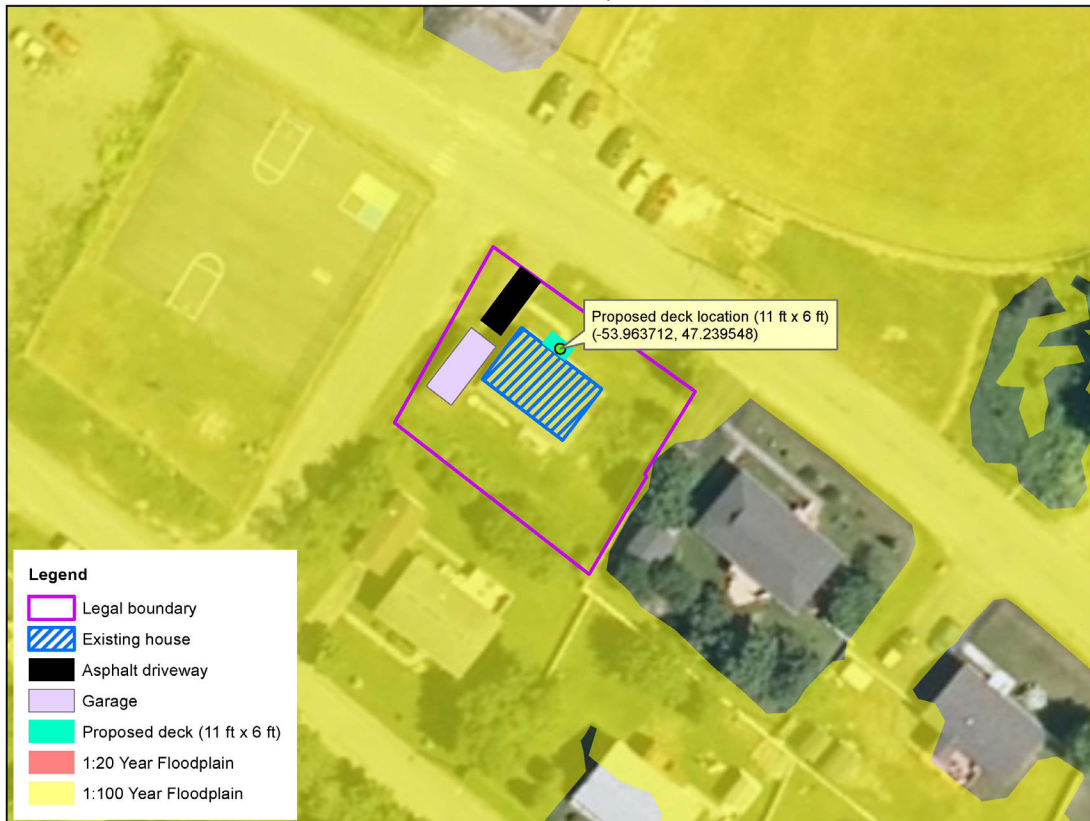 Proposed deck location (11 ft x 6 ft)
(-53.963712, 47.239548)
Legend
Legal boundary
Existing house
Asphalt driveway
Garage
Proposed deck (11 ft x 6 ft)
1:20 Year Floodplain
1:100 Year Floodplain